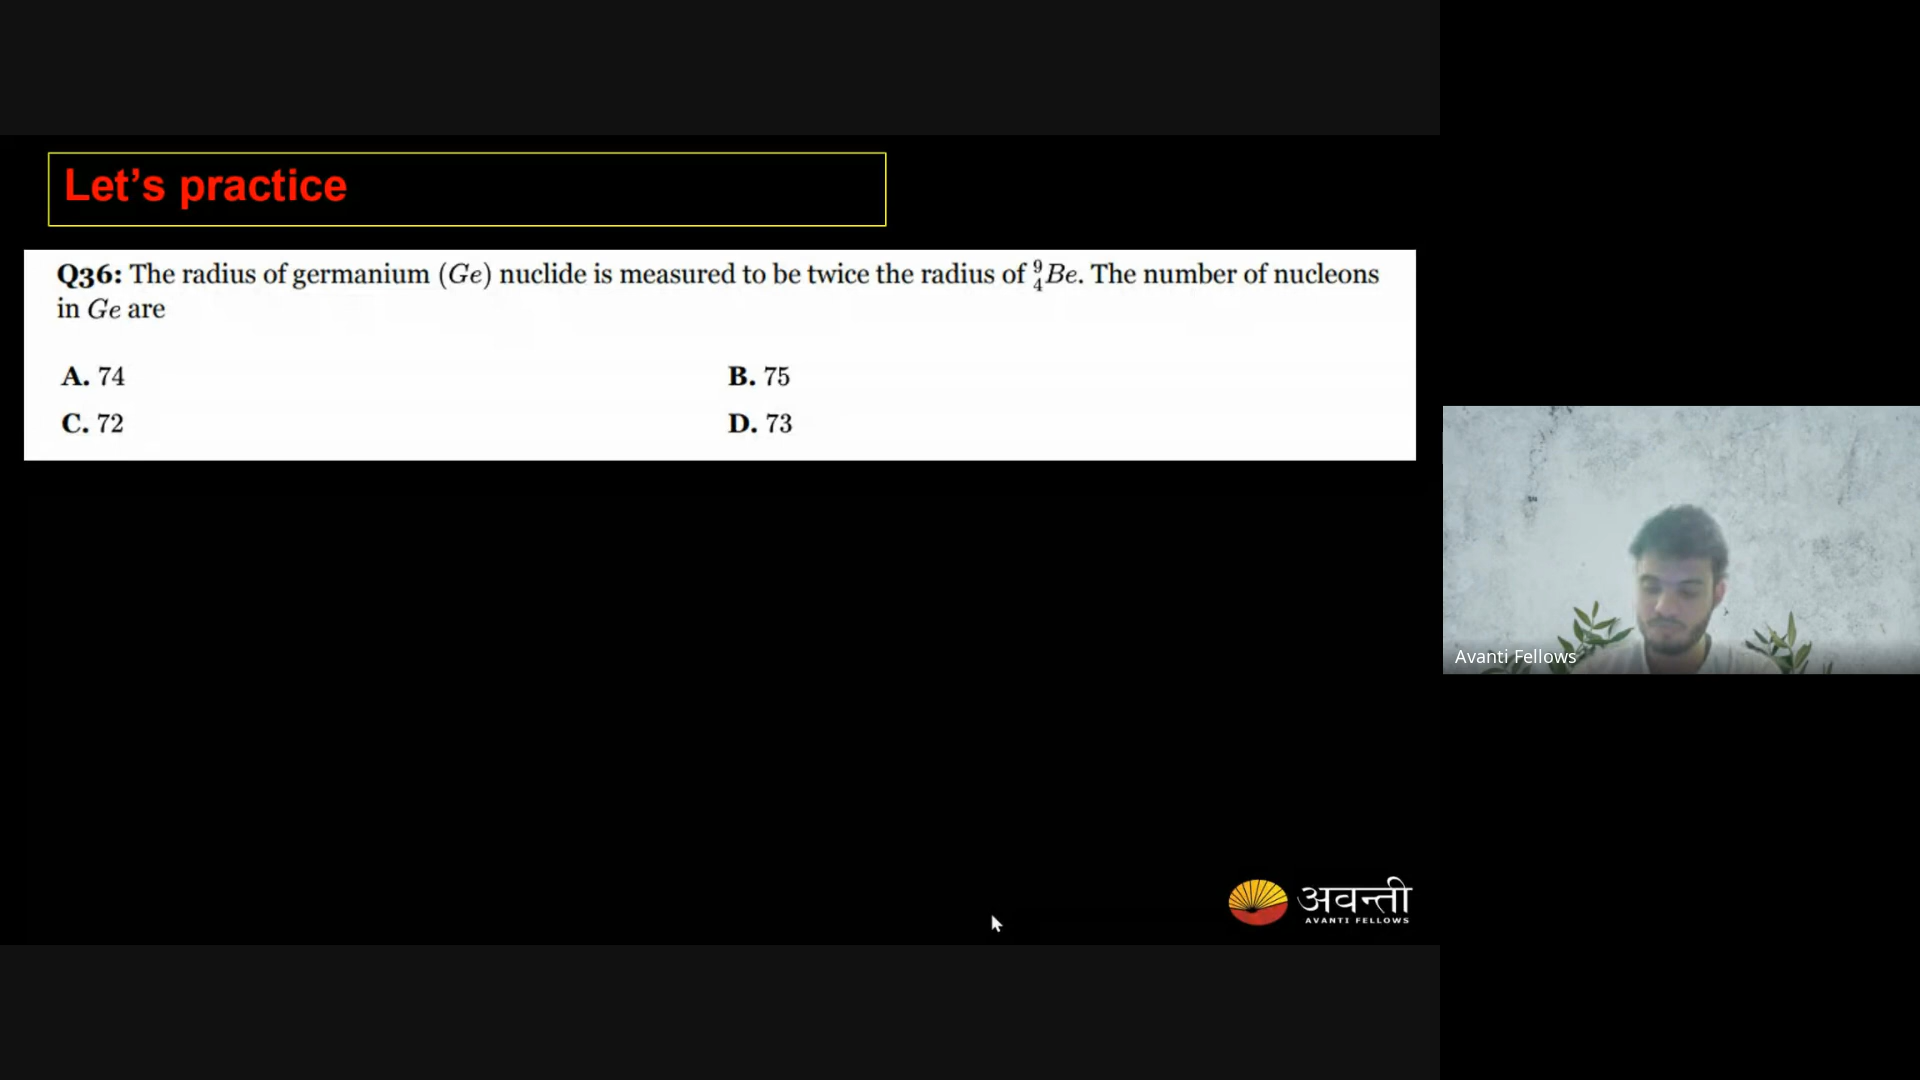 Let’s practice
Q36: The radius of germanium (Ge) nuclide is measured to be twice the radius of ⁹₄Be. The number of nucleons
in Ge are
A. 74
B. 75
C. 72
D. 73
Avanti Fellows
अवन्ती
AVANTI FELLOWS